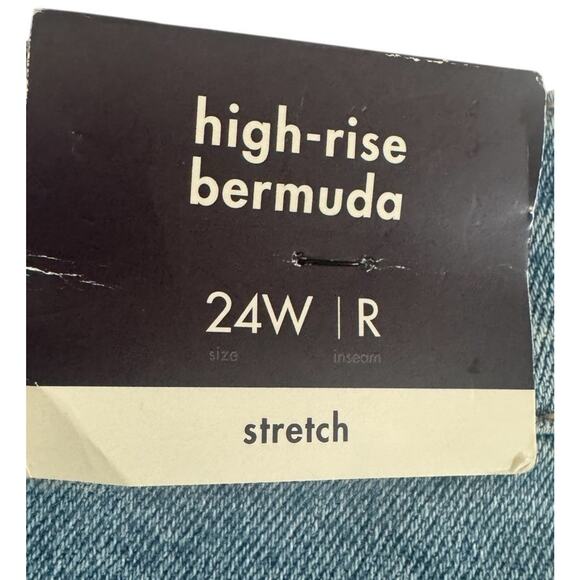 high-rise
bermuda
24W | R
size inseam
stretch